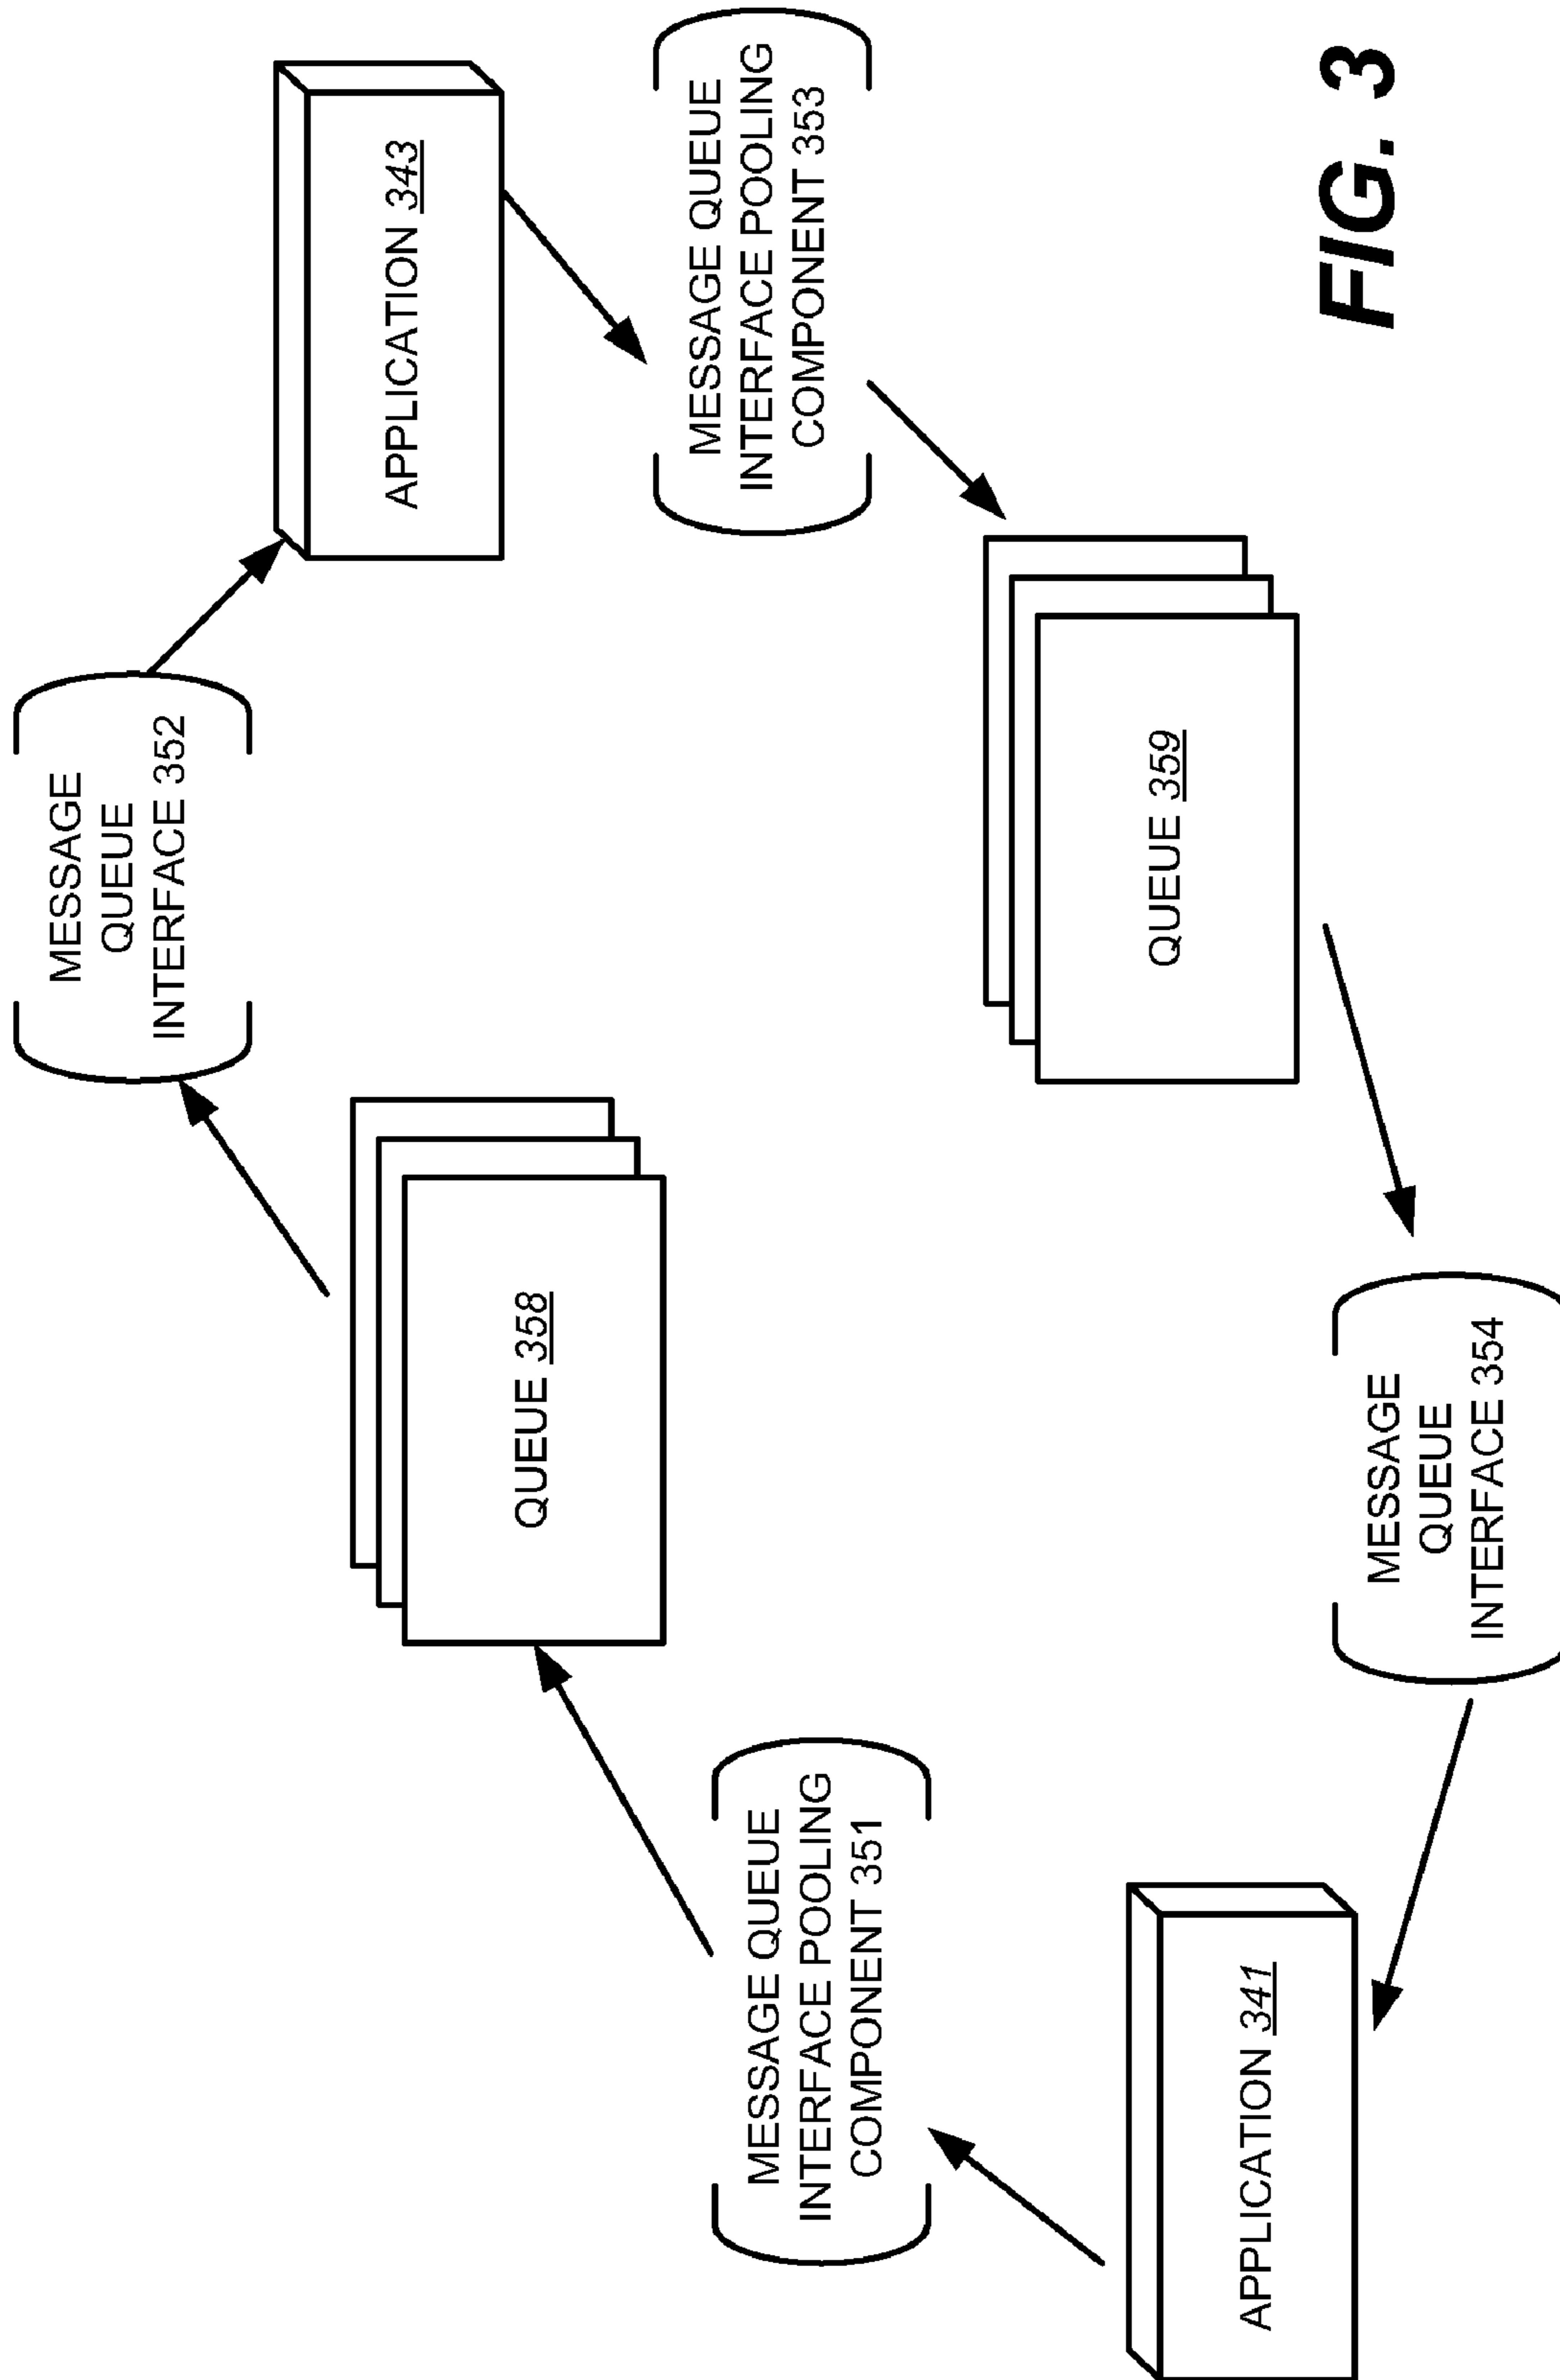 MESSAGE
QUEUE
INTERFACE 352
APPLICATION 343
QUEUE 358
MESSAGE QUEUE
INTERFACE POOLING
COMPONENT 353
MESSAGE QUEUE
INTERFACE POOLING
COMPONENT 351
QUEUE 359
APPLICATION 341
MESSAGE
QUEUE
INTERFACE 354
FIG. 3